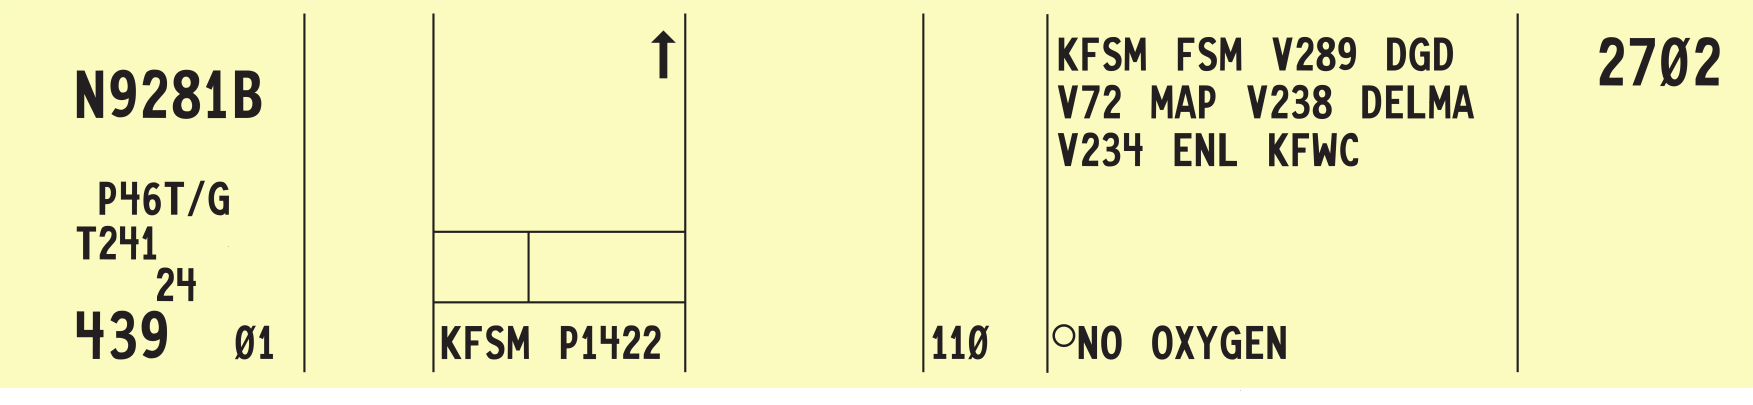 N9281B
P46T/G
T241
24
439 Ø1
↑
KFSM P1422
11Ø
KFSM FSM V289 DGD
V72 MAP V238 DELMA
V234 ENL KFWC
○NO OXYGEN
27Ø2